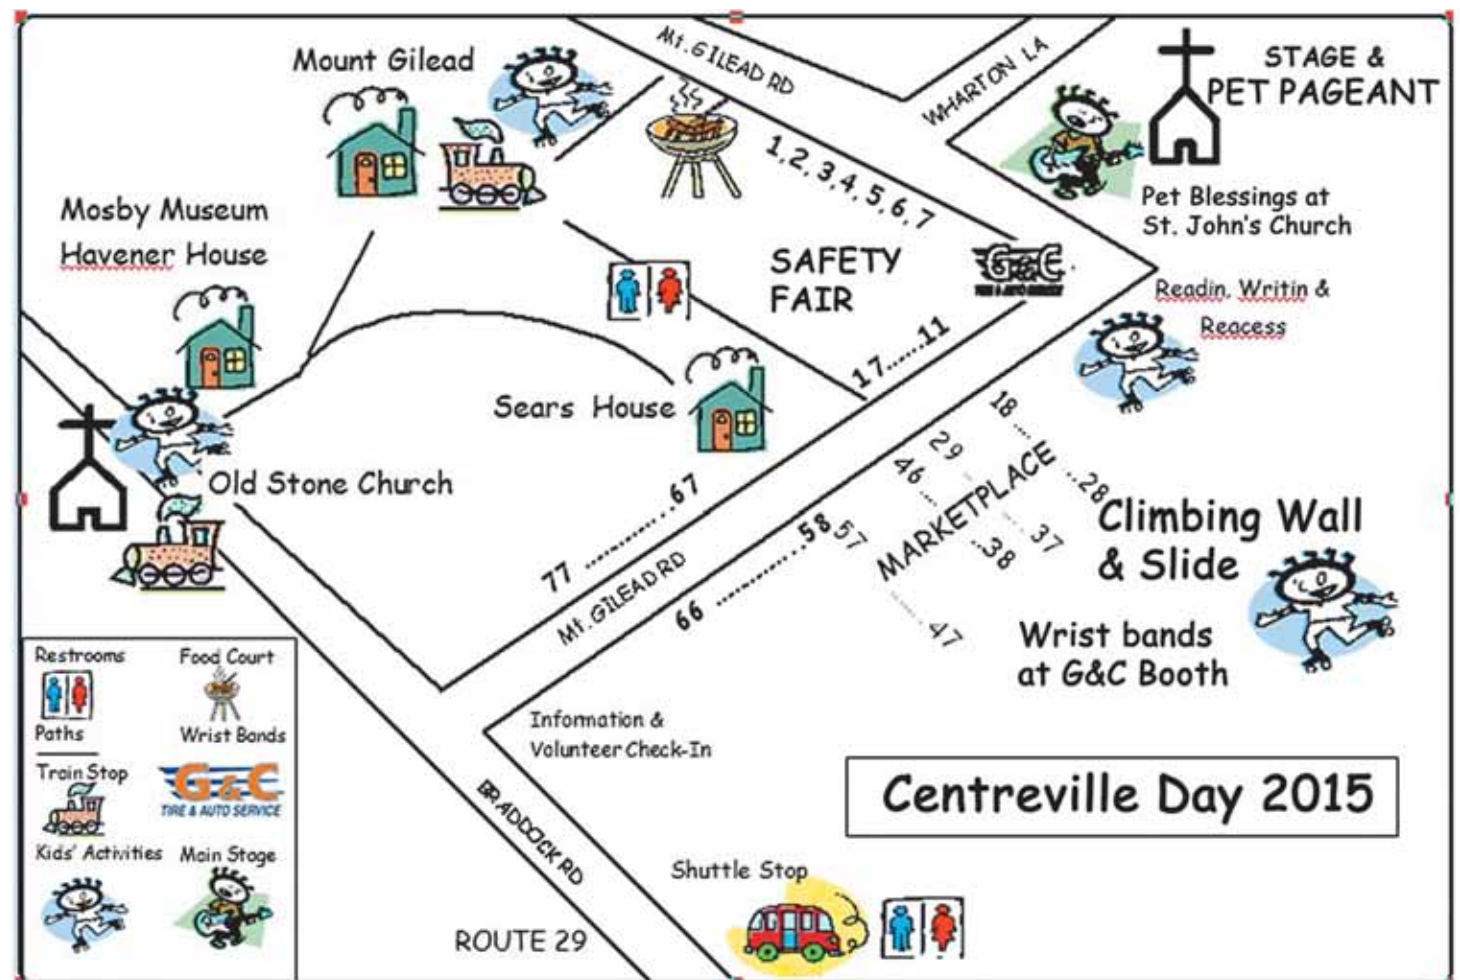 Mount Gilead
Mt. GILEAD RD
WHARTON LA
STAGE &
PET PAGEANT
1,2,3,4,5,6,7
Pet Blessings at
St. John's Church
Mosby Museum
Havener House
SAFETY
FAIR
G&C
TIRE & AUTO SERVICE
Readin, Writin &
Reacess
17......11
Sears House
18 .... ..28
29 .... 37
46 .... ..38
MARKETPLACE
Old Stone Church
77 ............67
58
57 ..... . 47
66 ............
Mt. GILEAD RD
Climbing Wall
& Slide
Wrist bands
at G&C Booth
Restrooms
Food Court
Paths
Wrist Bands
Train Stop
G&C
TIRE & AUTO SERVICE
Kids' Activities
Main Stage
Information &
Volunteer Check-In
BRADDOCK RD
Centreville Day 2015
Shuttle Stop
ROUTE 29